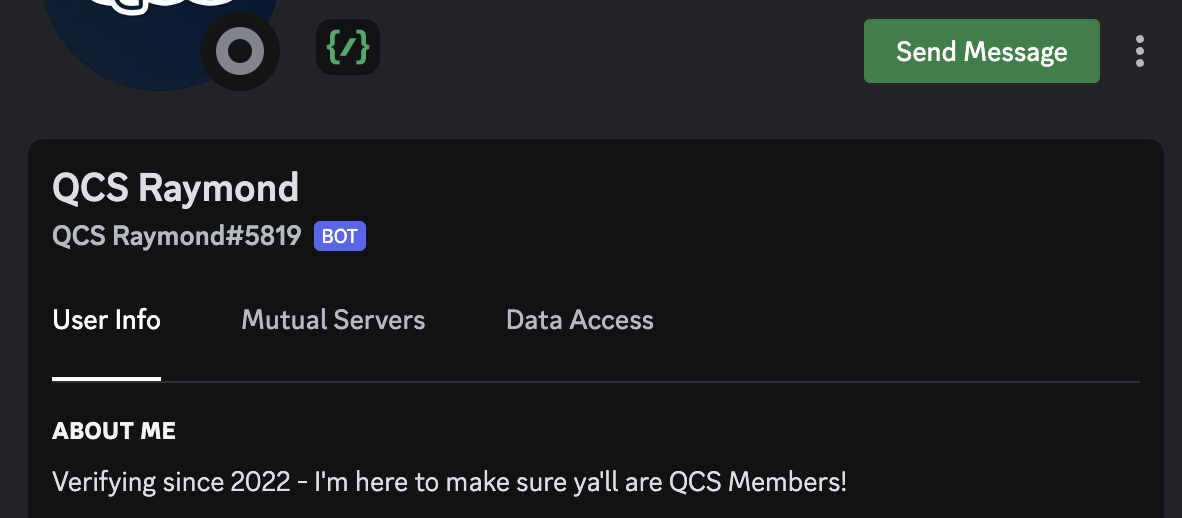 Send Message
QCS Raymond
QCS Raymond#5819 BOT
User Info Mutual Servers Data Access
ABOUT ME
Verifying since 2022 - I'm here to make sure ya'll are QCS Members!